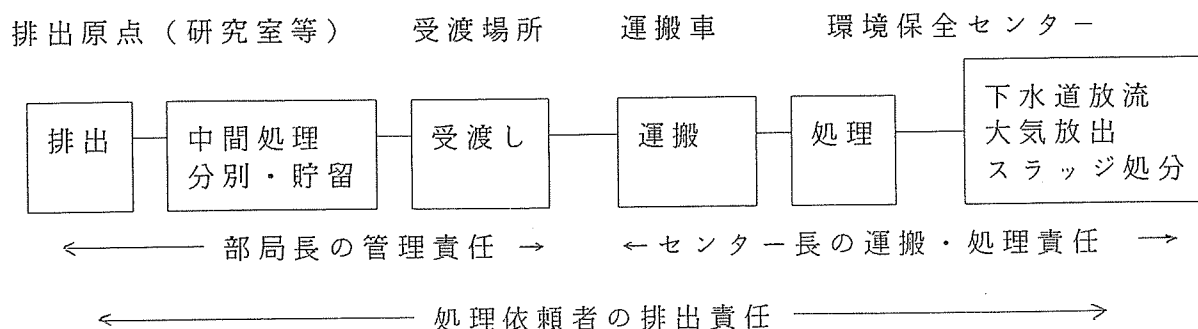 排出原点(研究室等) 受渡場所 運搬車 環境保全センター
排出
中間処理
分別・貯留
受渡し
運搬
処理
下水道放流
大気放出
スラッジ処分
部局長の管理責任
センター長の運搬・処理責任
処理依頼者の排出責任